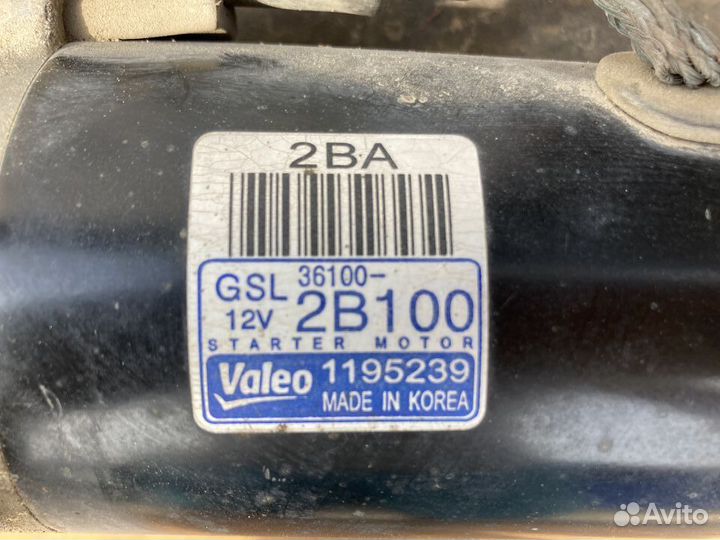 2BA
GSL 36100-
12V 2B100
STARTER MOTOR
Valeo 1195239
MADE IN KOREA
Avito